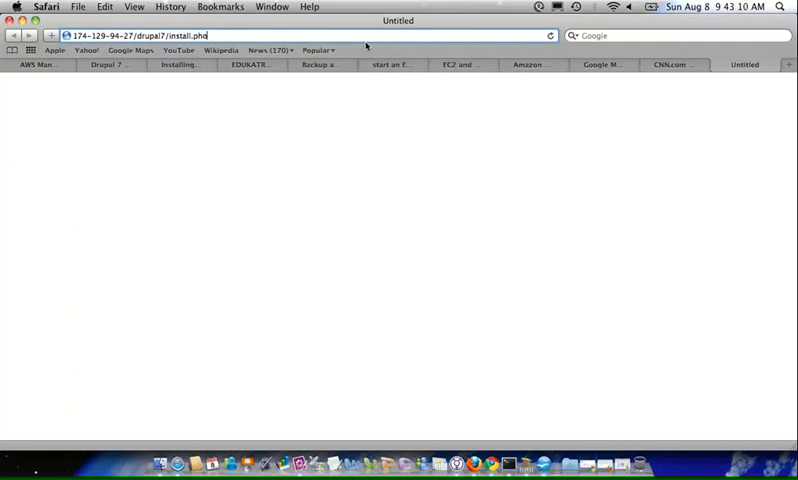 Safari File Edit View History Window Bookmarks Help Sun Aug 8 9 43 10 AM
Untitled
174-129-94-27/drupal7/install.pho Google
Apple Yahoo! Google Maps YouTube Wikipedia News (170) Popular
AWS Man... Drupal 7 ... Installing... EDUKATR... Backup a... start an E... EC2 and ... Amazon ... Google M... CNN.com ... Untitled